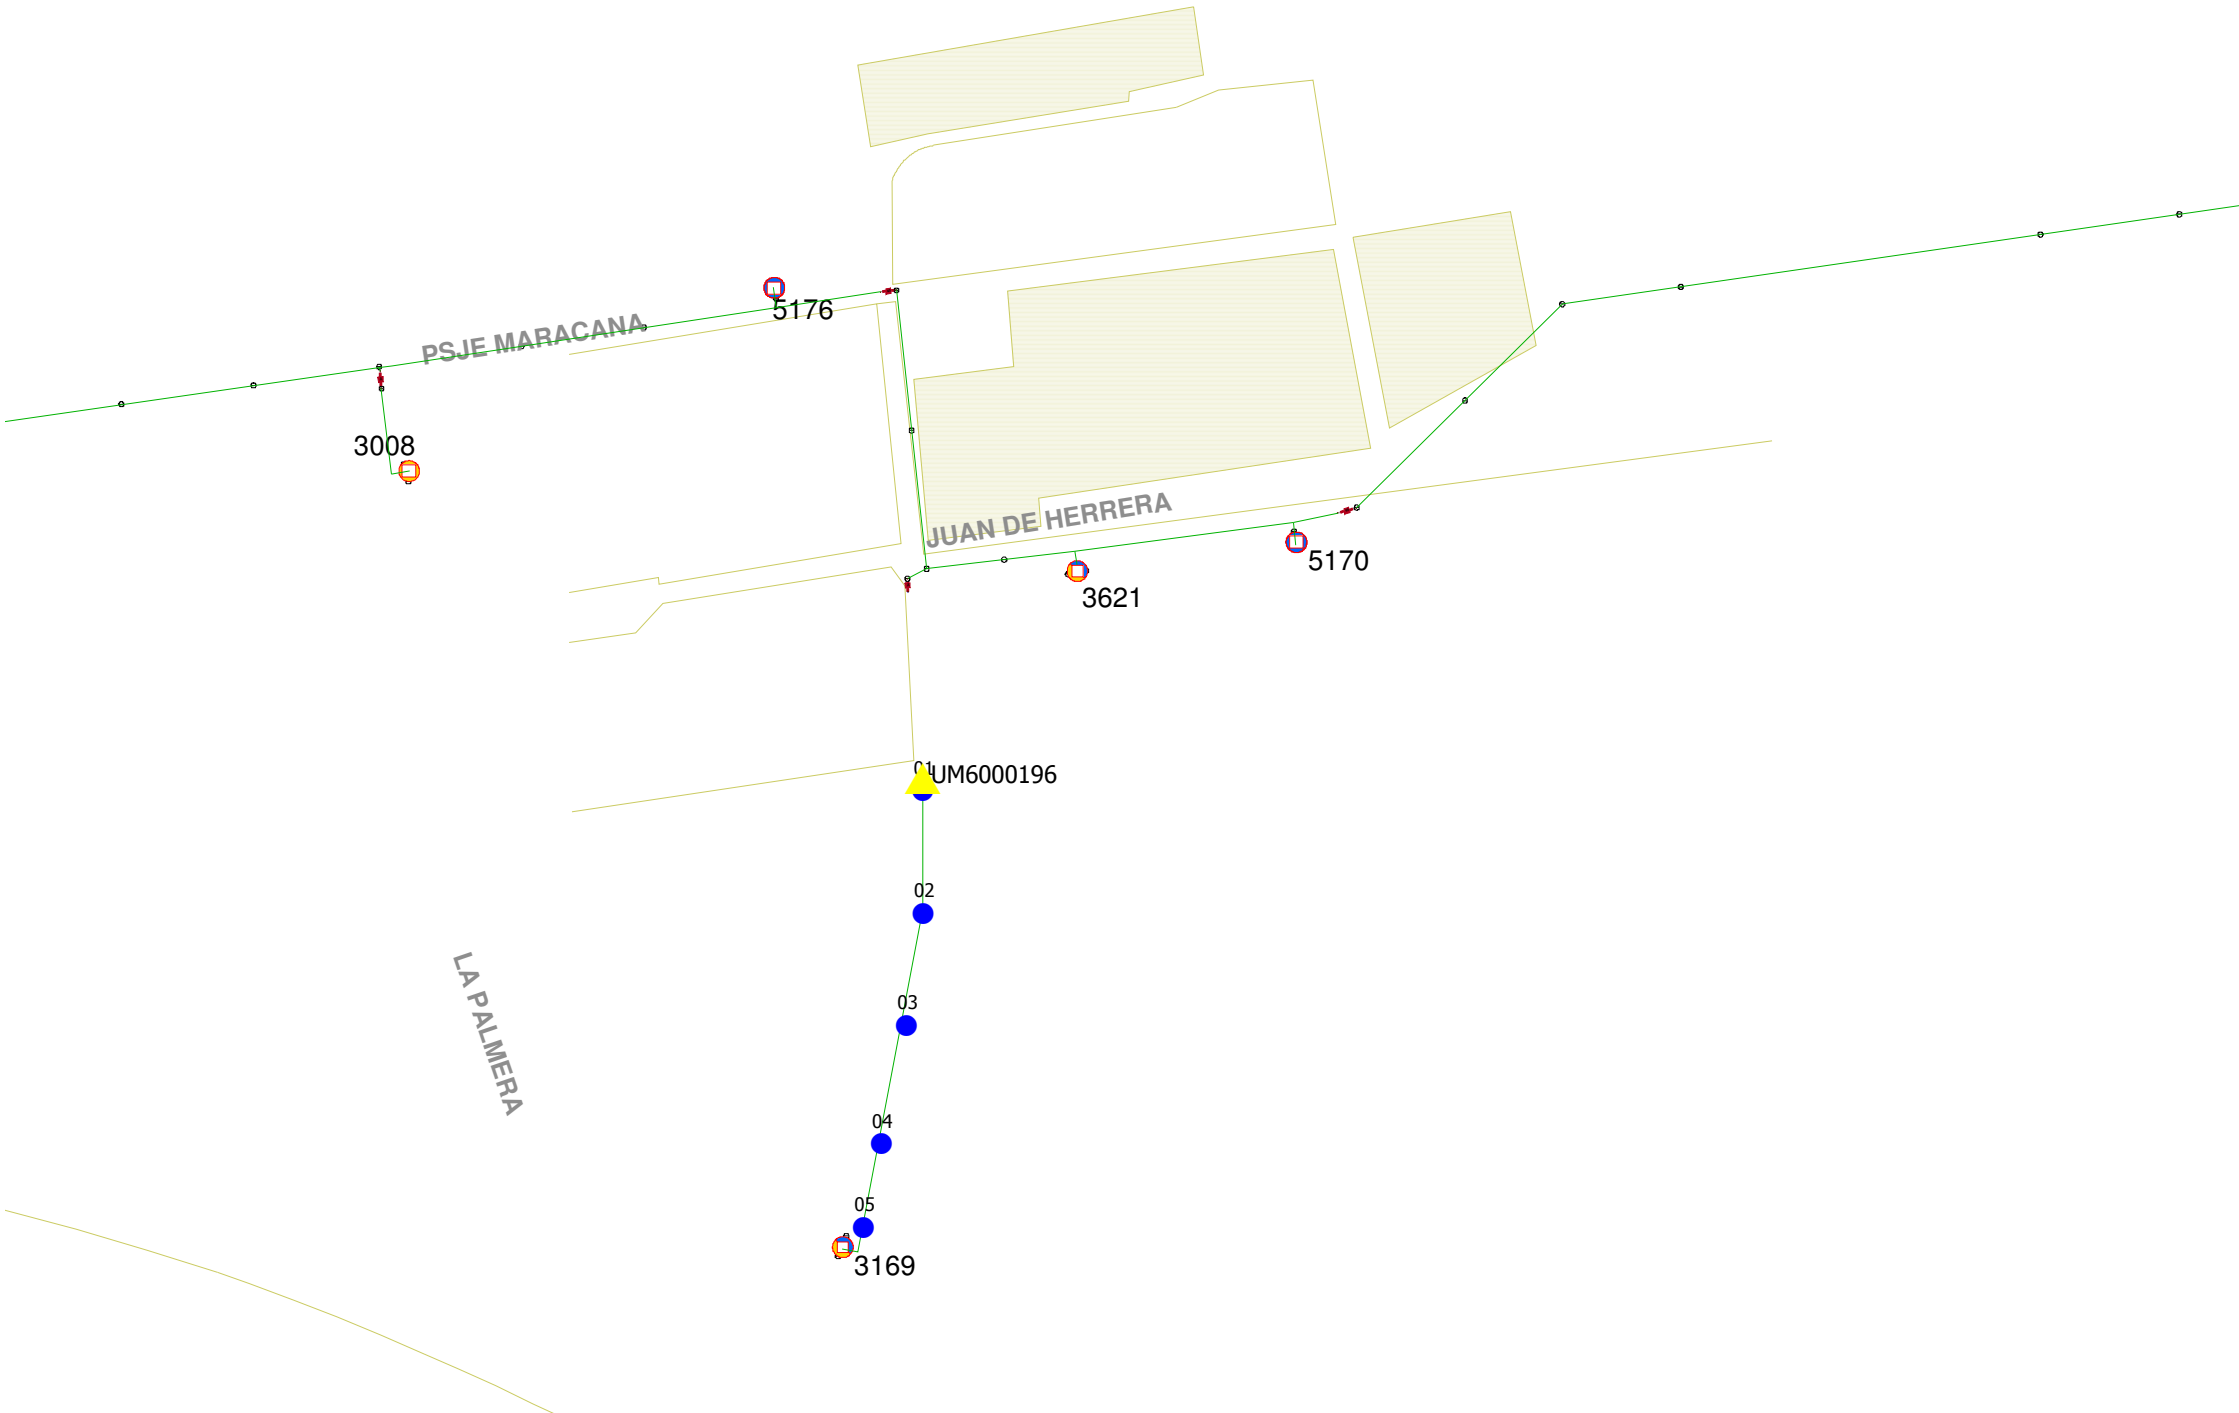 5176
PSJE MARACANA
3008
JUAN DE HERRERA
5170
3621
01
UM6000196
02
LA PALMERA
03
04
05
3169